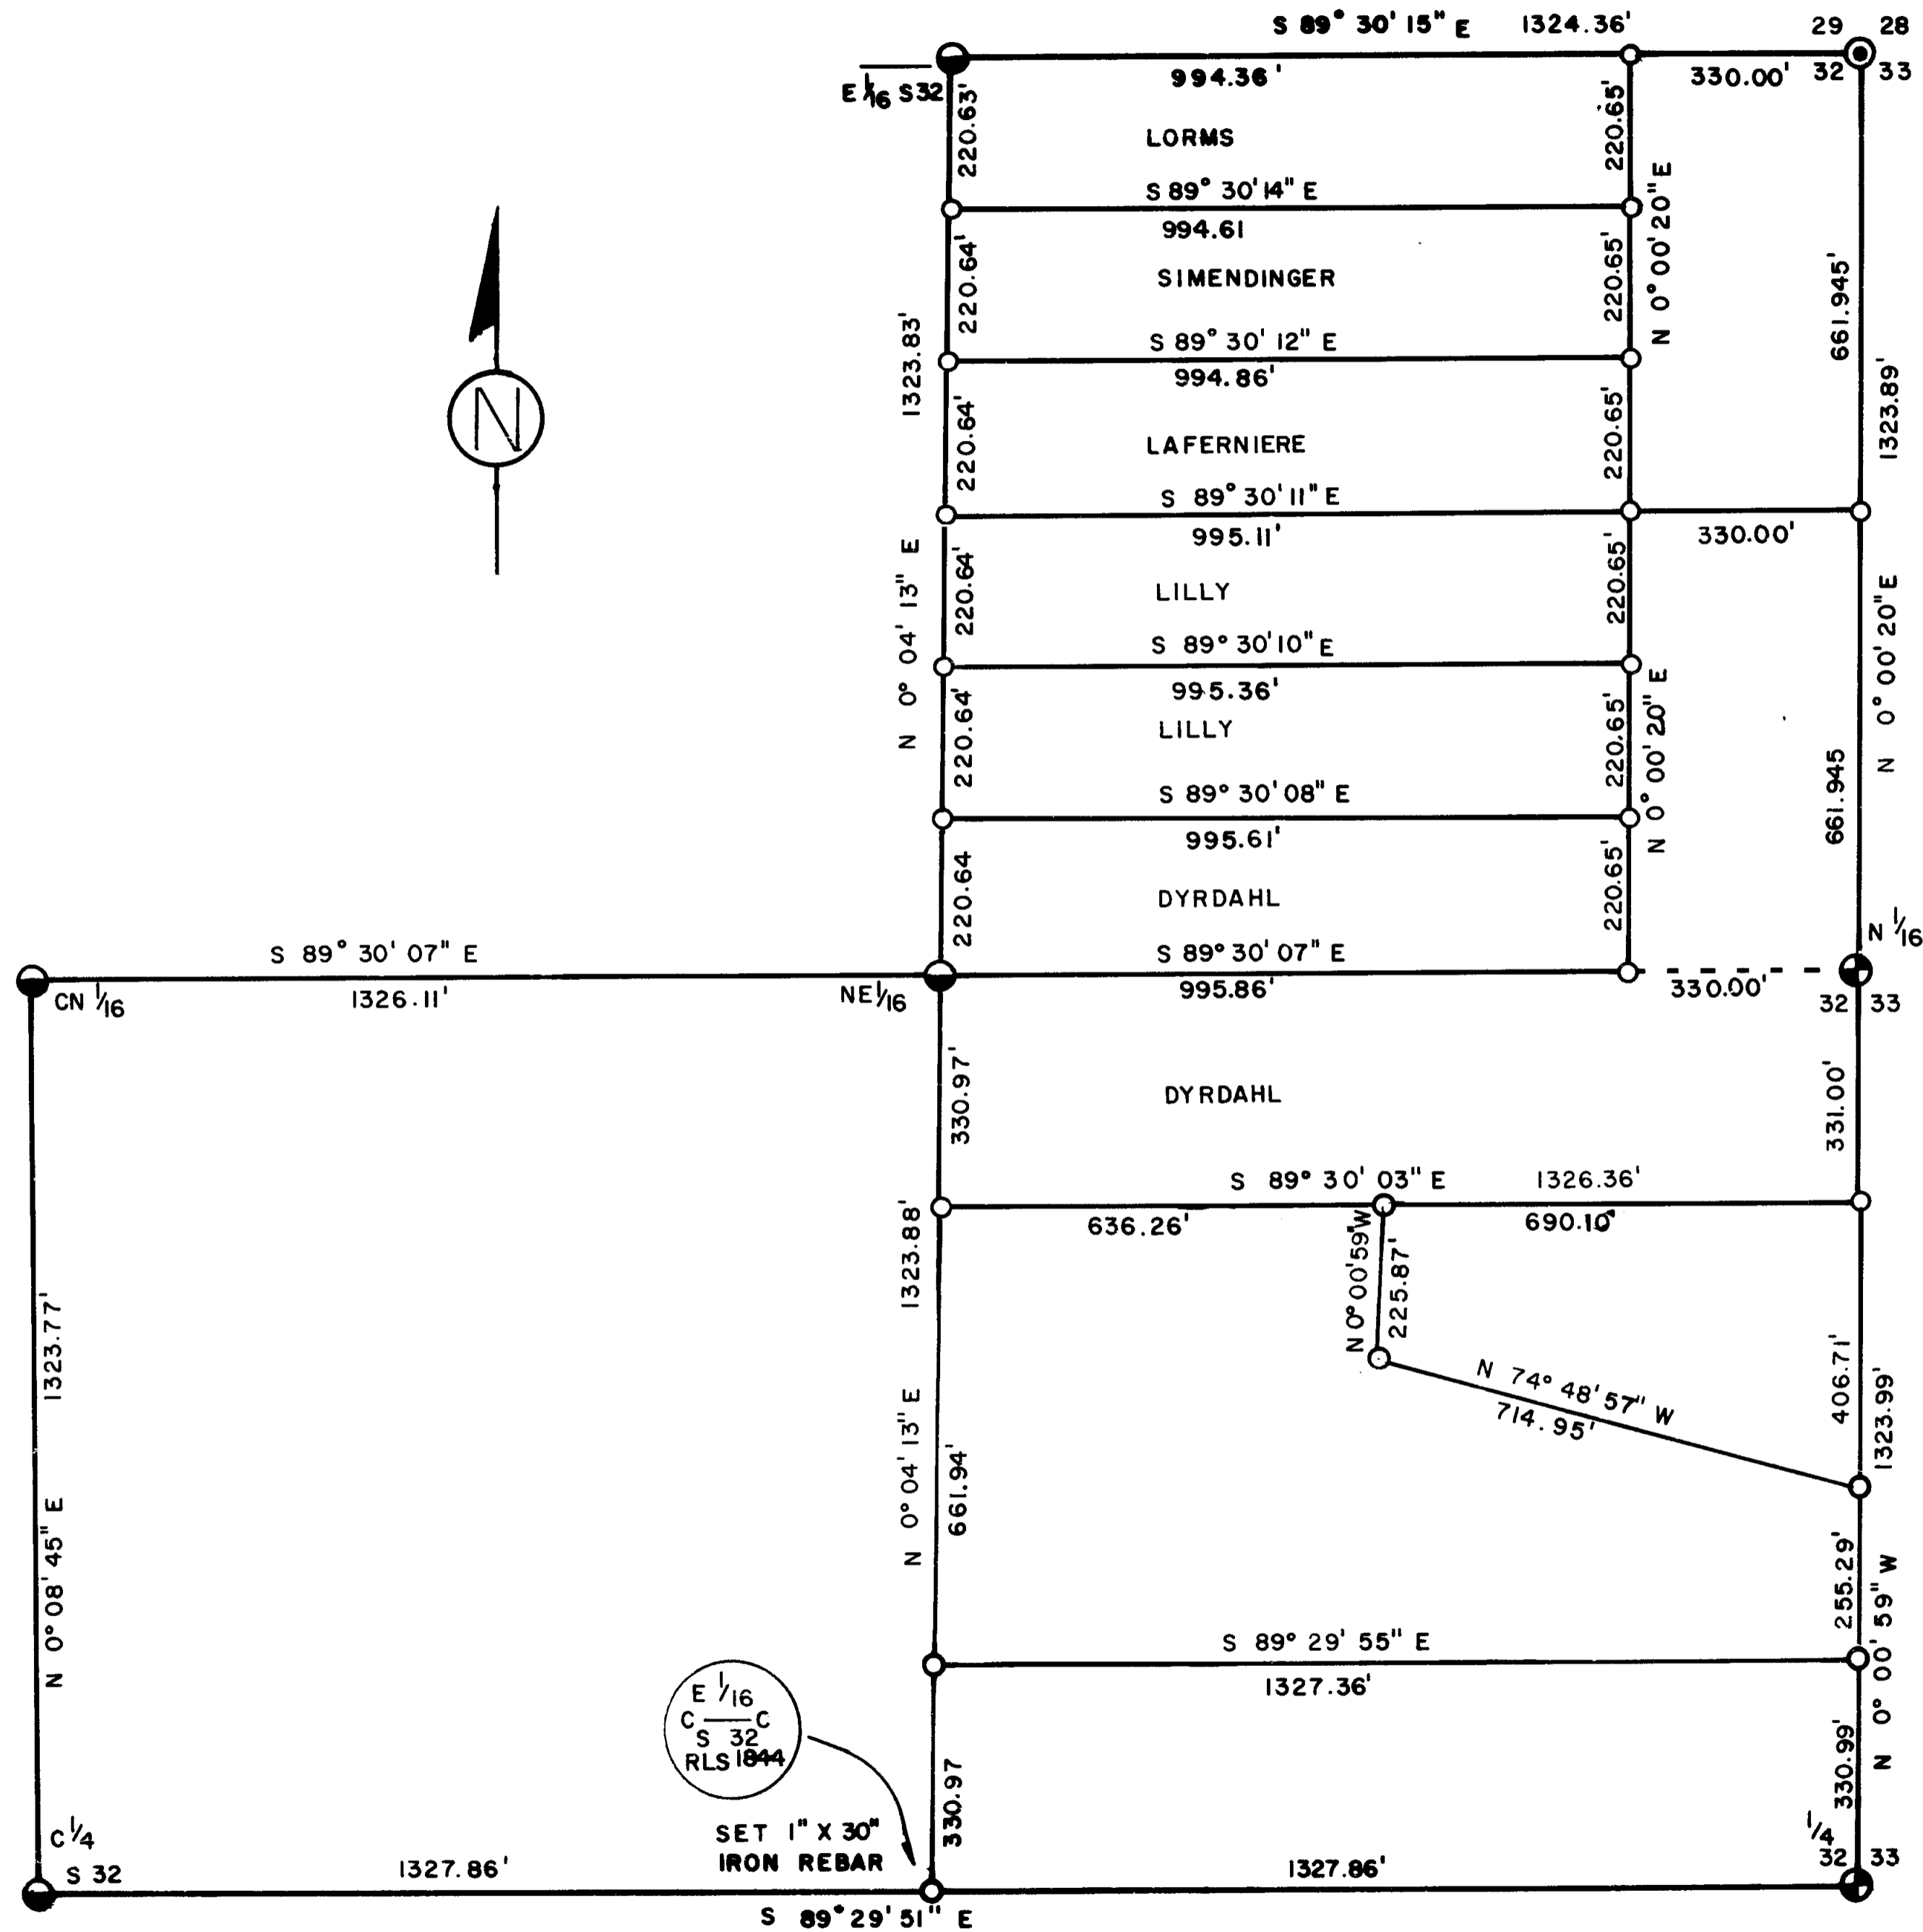 S 89° 30' 15" E 1324.36' 29 28
994.36' 330.00' 32 33
E 1/16 S32
220.63' 220.65'
LORMS
S 89° 30' 14" E
994.61
N 0° 00' 20" E
220.64' 220.65'
SIMENDINGER
661.945'
1323.83'
S 89° 30' 12" E
994.86'
1323.89'
N
220.64' 220.65'
LAFERNIERE
S 89° 30' 11" E
995.11' 330.00'
N 0° 04' 13" E
220.64' 220.65'
LILLY
N 0° 00' 20" E
S 89° 30' 10" E
995.36'
LILLY
220.64' 220.65'
N 0° 00' 20" E
661.945
S 89° 30' 08" E
995.61'
220.64 220.65'
DYRDAHL
N 1/16
S 89° 30' 07" E S 89° 30' 07" E
CN 1/16 1326.11' NE 1/16 995.86' 330.00' 32 33
330.97' 331.00'
DYRDAHL
S 89° 30' 03" E 1326.36'
636.26' 690.10'
1323.88'
N 0° 00' 59" W
225.87'
1323.77'
406.71'
1323.99'
N 74° 48' 57" W
714.95'
N 0° 04' 13" E
661.94'
N 0° 08' 45" E
255.29'
N 0° 00' 59" W
S 89° 29' 55" E
1327.36'
E 1/16
C C
S 32
RLS 1844
330.97 330.99'
SET 1" X 30"
IRON REBAR
C 1/4
S 32
1327.86' 1327.86'
1/4
32 33
S 89° 29' 51" E